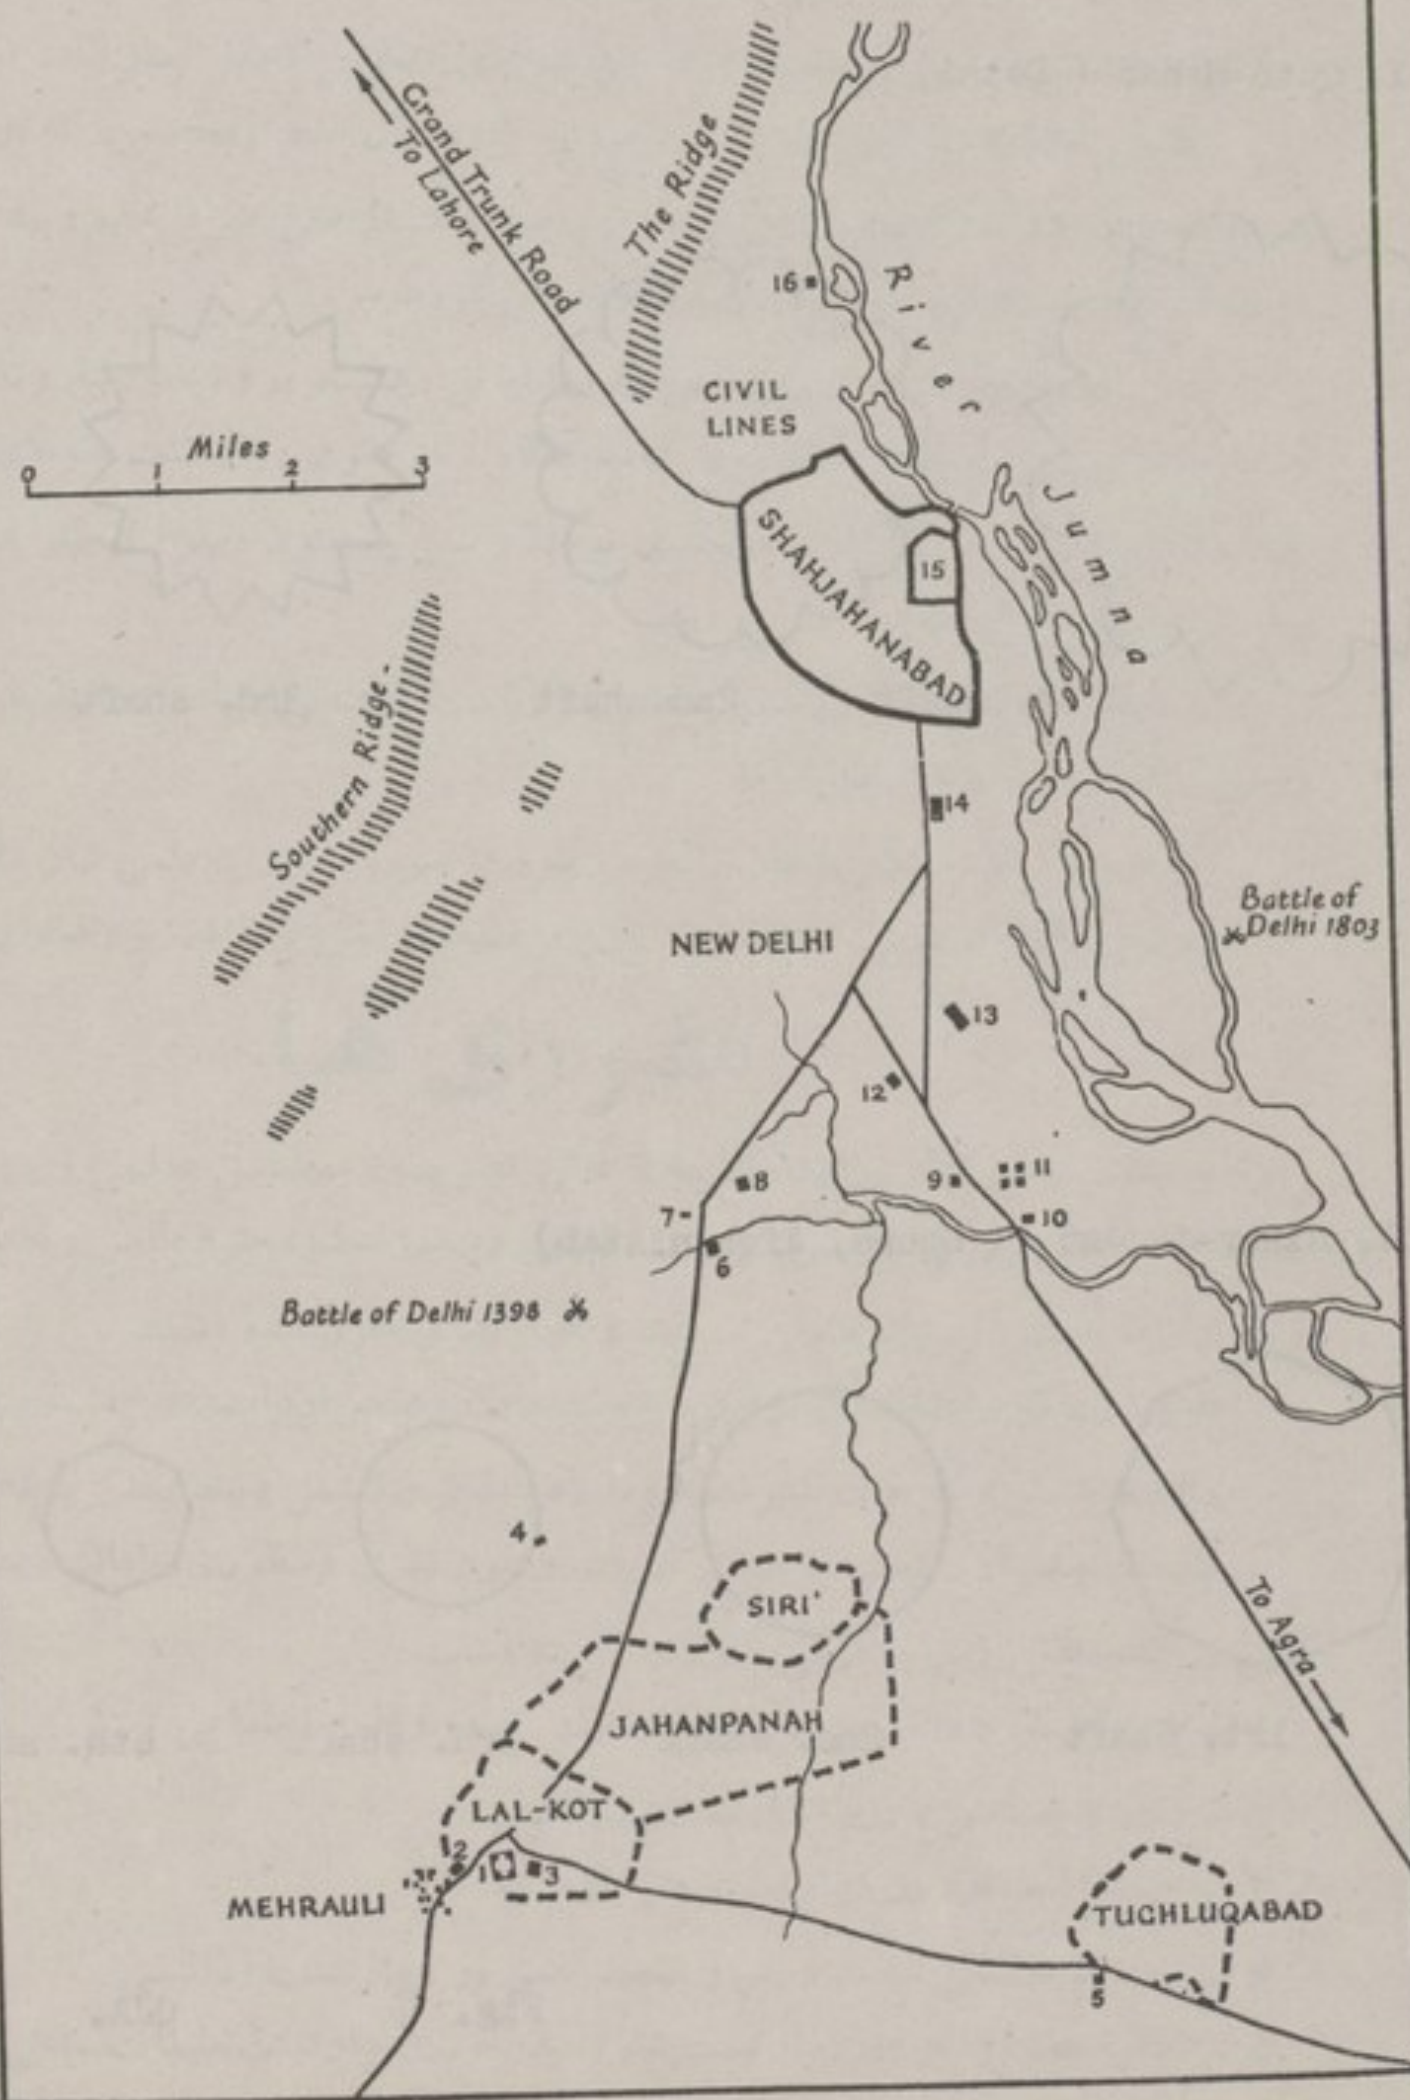 Grand Trunk Road
To Lahore
The Ridge
16
River
Jumna
CIVIL
LINES
Miles
0 1 2 3
SHAHJAHANABAD
15
Southern Ridge
14
NEW DELHI
Battle of
Delhi 1803
13
12
8
9
11
7
10
6
Battle of Delhi 1398
4
SIRI
To Agra
JAHANPANAH
LAL-KOT
2
1
3
MEHRAULI
TUGHLUQABAD
5